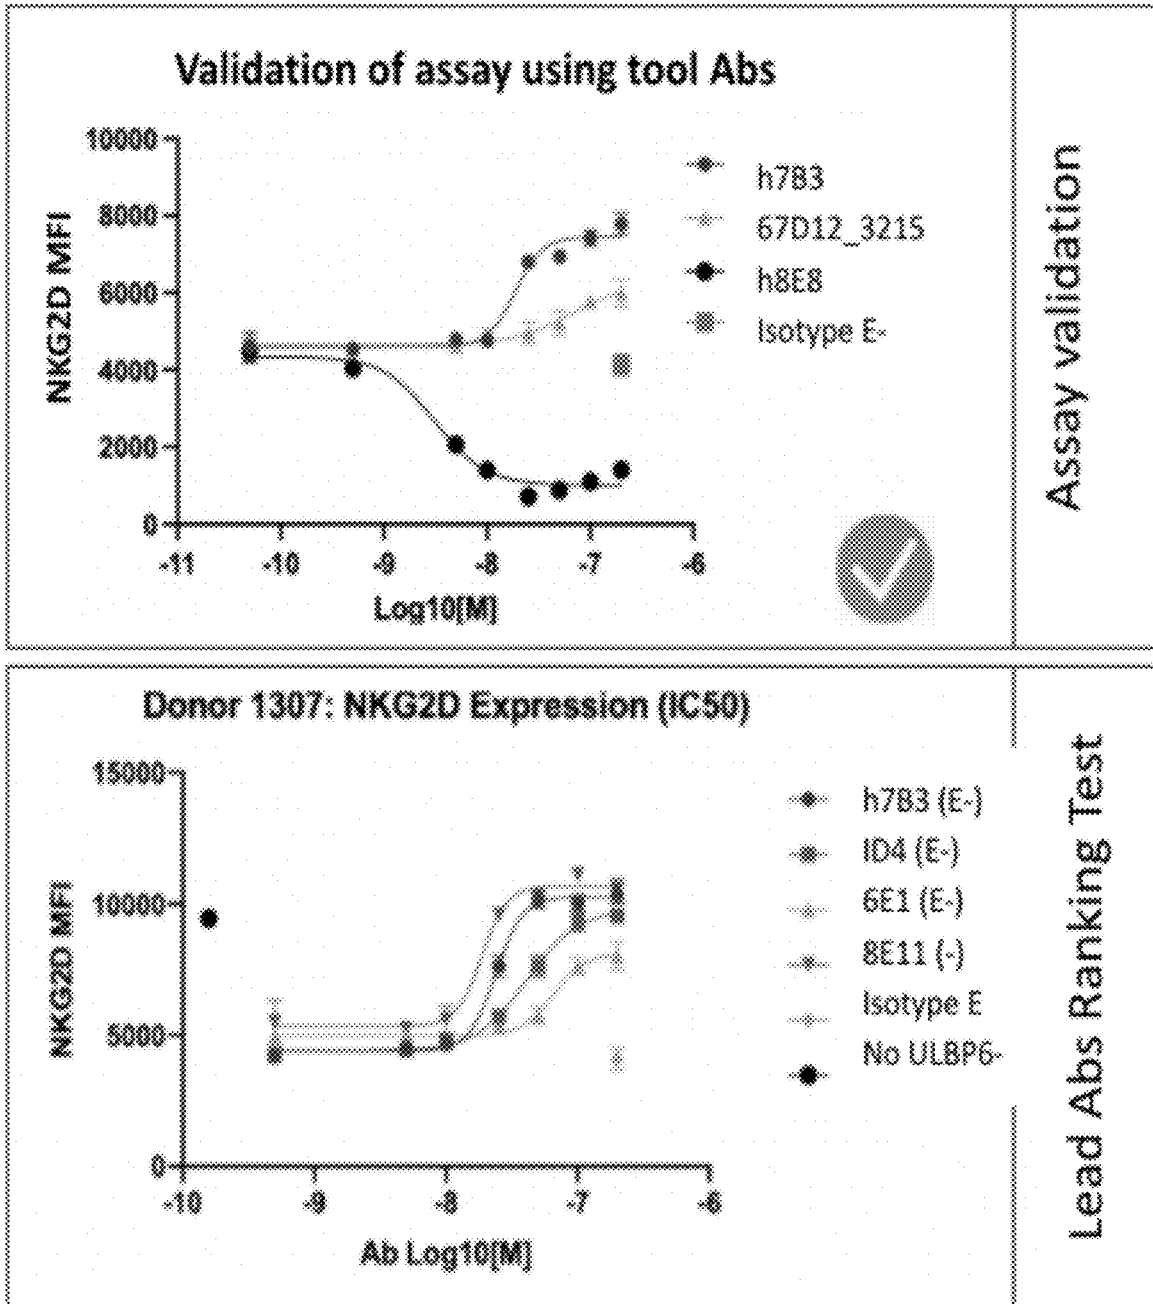 Validation of assay using tool Abs
10000
8000
6000
4000
2000
0
NKG2D MFI
-11 -10 -9 -8 -7 -6
Log10[M]
h7B3
67D12_3215
h8E8
Isotype E-
Assay validation
Donor 1307: NKG2D Expression (IC50)
15000
10000
5000
0
NKG2D MFI
-10 -9 -8 -7 -6
Ab Log10[M]
h7B3 (E-)
ID4 (E-)
6E1 (E-)
8E11 (-)
Isotype E
No ULBP6-
Lead Abs Ranking Test